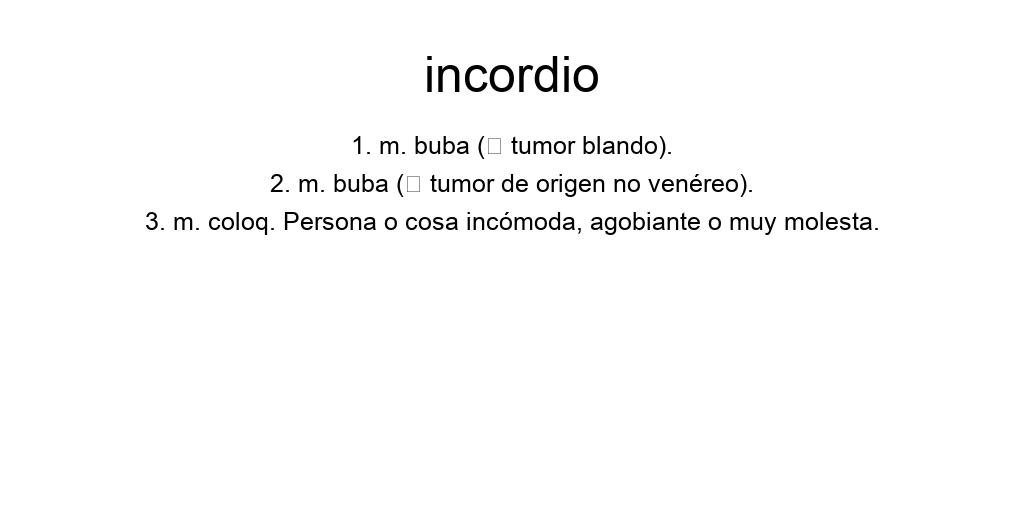 incordio
1. m. buba (□ tumor blando).
2. m. buba (□ tumor de origen no venéreo).
3. m. coloq. Persona o cosa incómoda, agobiante o muy molesta.